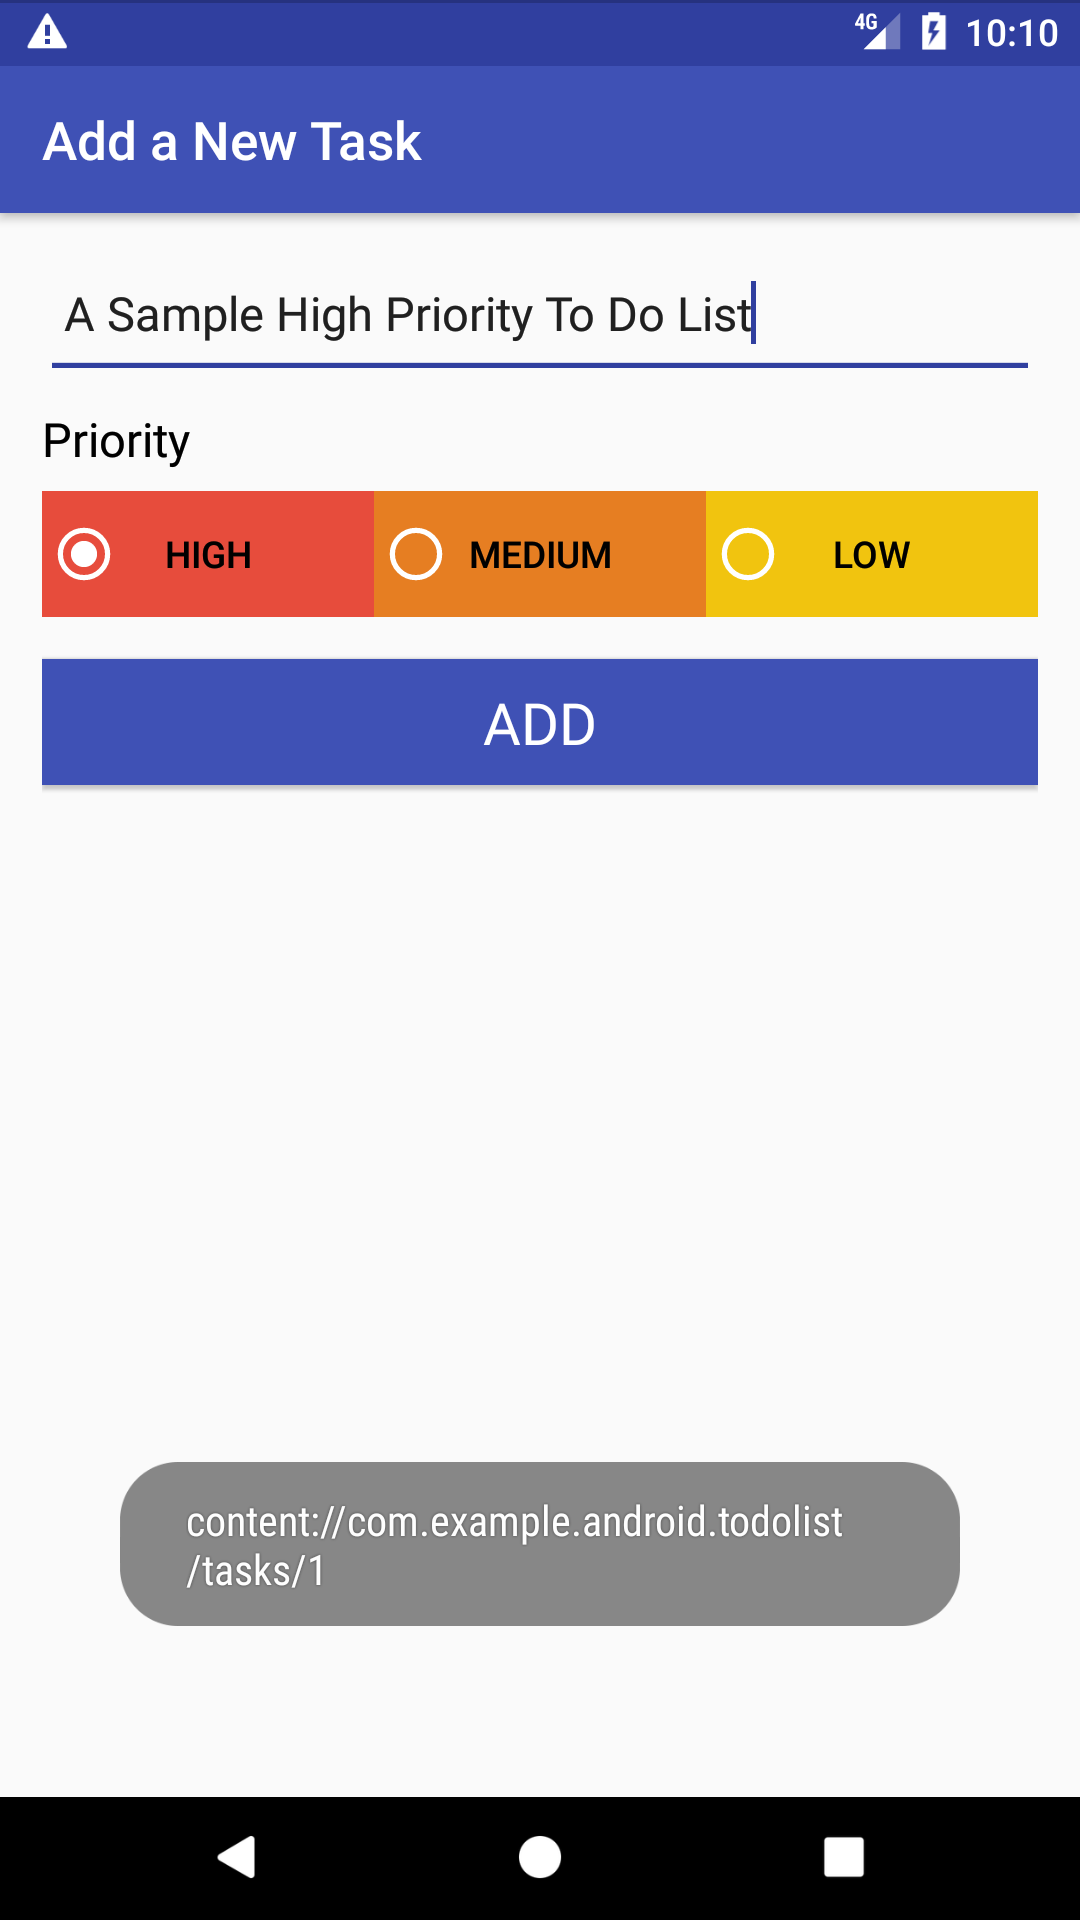 4G 10:10
Add a New Task
A Sample High Priority To Do List
Priority
HIGH MEDIUM LOW
ADD
content://com.example.android.todolist
/tasks/1